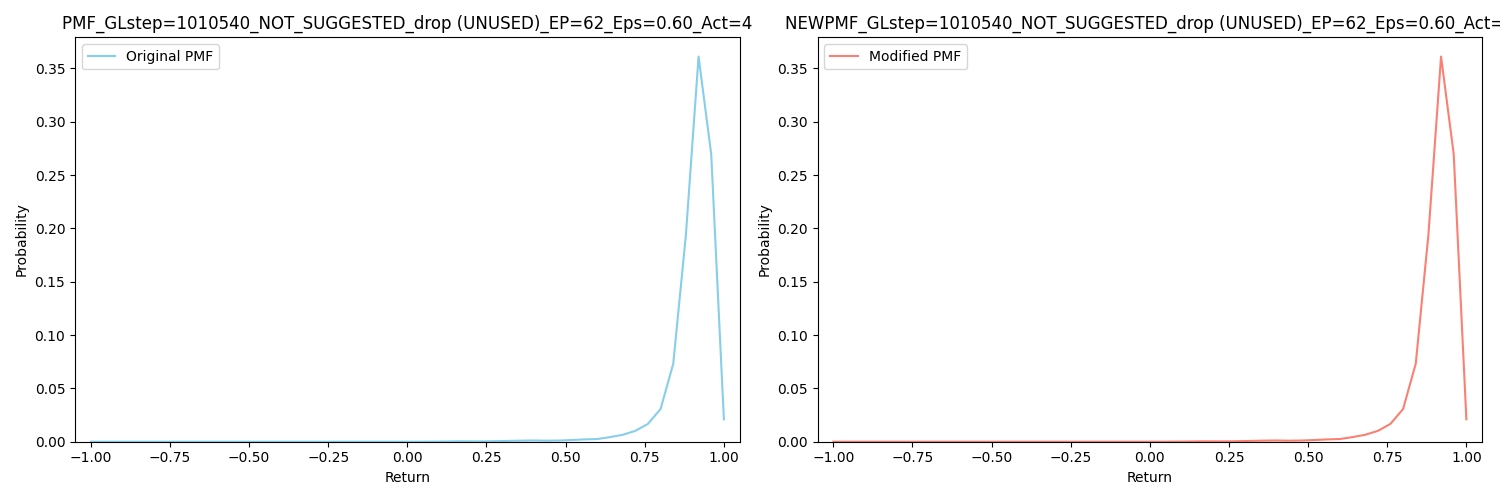 PMF_GLstep=1010540_NOT_SUGGESTED_drop (UNUSED)_EP=62_Eps=0.60_Act=4
Original PMF
Probability
0.35
0.30
0.25
0.20
0.15
0.10
0.05
0.00
−1.00 −0.75 −0.50 −0.25 0.00 0.25 0.50 0.75 1.00
Return
NEWPMF_GLstep=1010540_NOT_SUGGESTED_drop (UNUSED)_EP=62_Eps=0.60_Act=
Modified PMF
Probability
0.35
0.30
0.25
0.20
0.15
0.10
0.05
0.00
−1.00 −0.75 −0.50 −0.25 0.00 0.25 0.50 0.75 1.00
Return